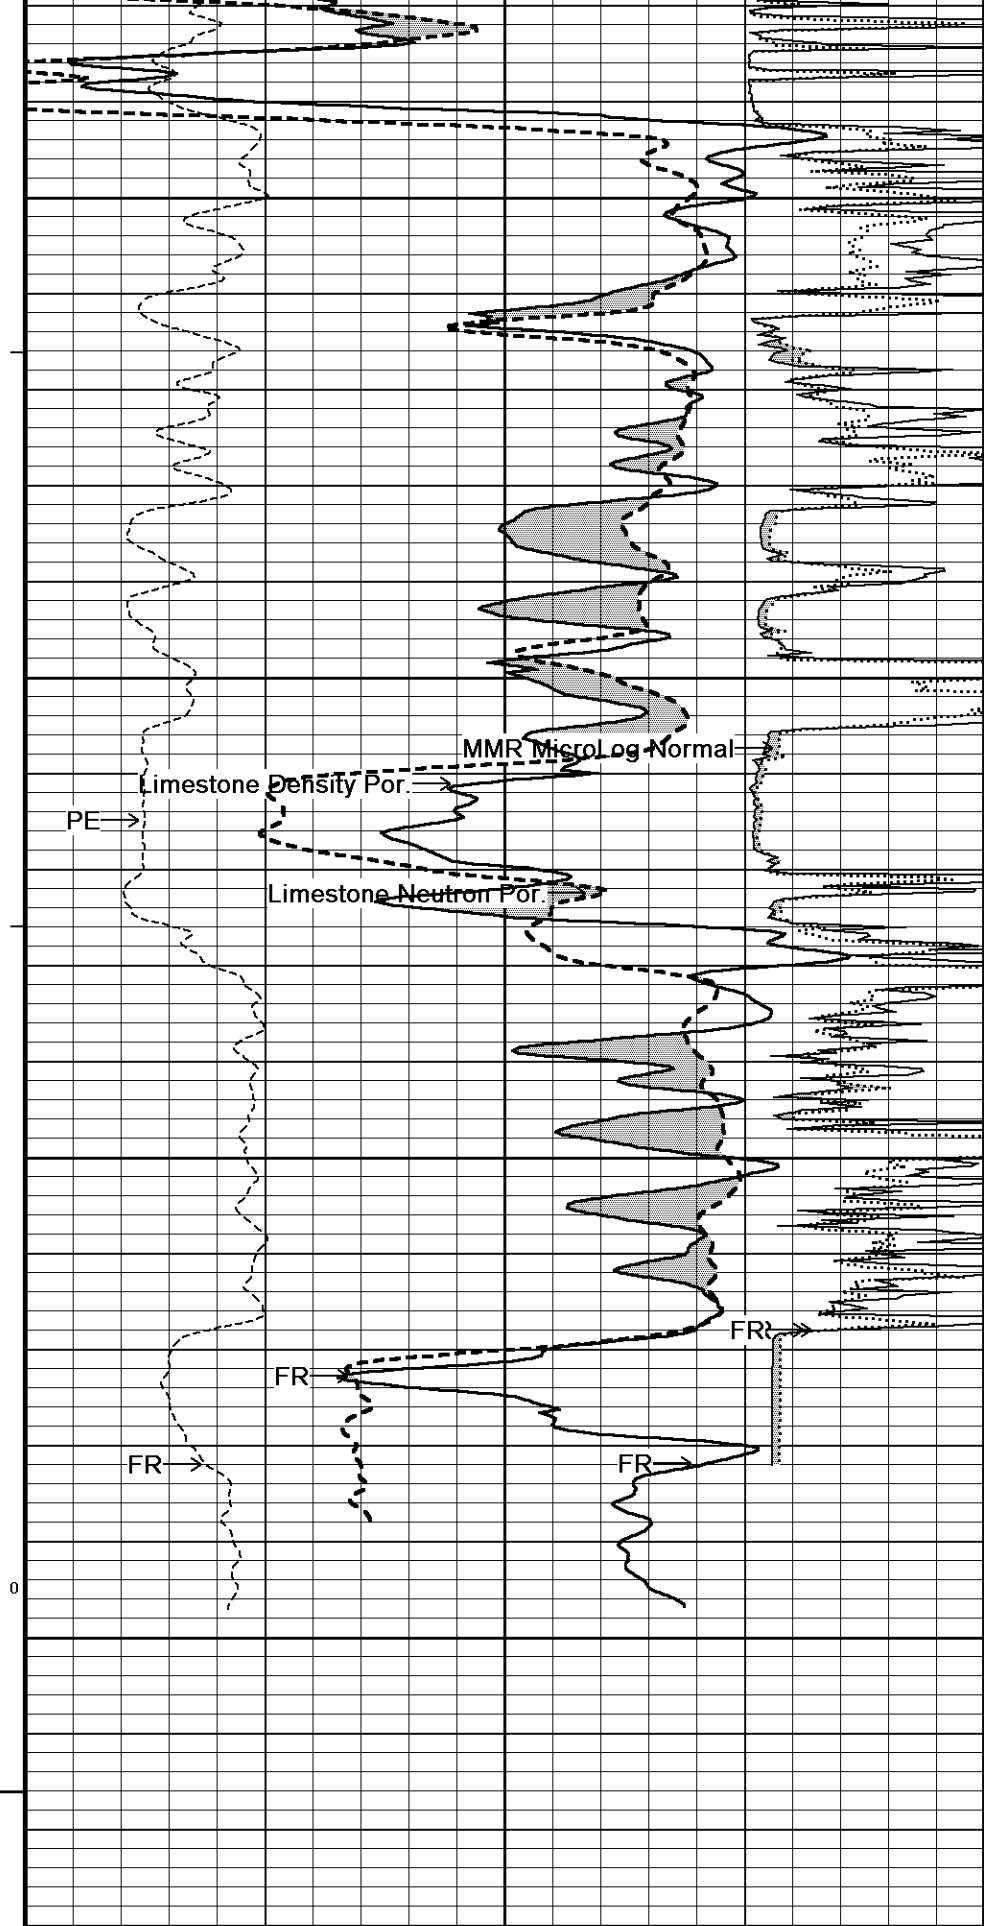 MMR MicroLog Normal
Limestone Density Por.
PE
Limestone Neutron Por.
FR
FR
FR
FR
0